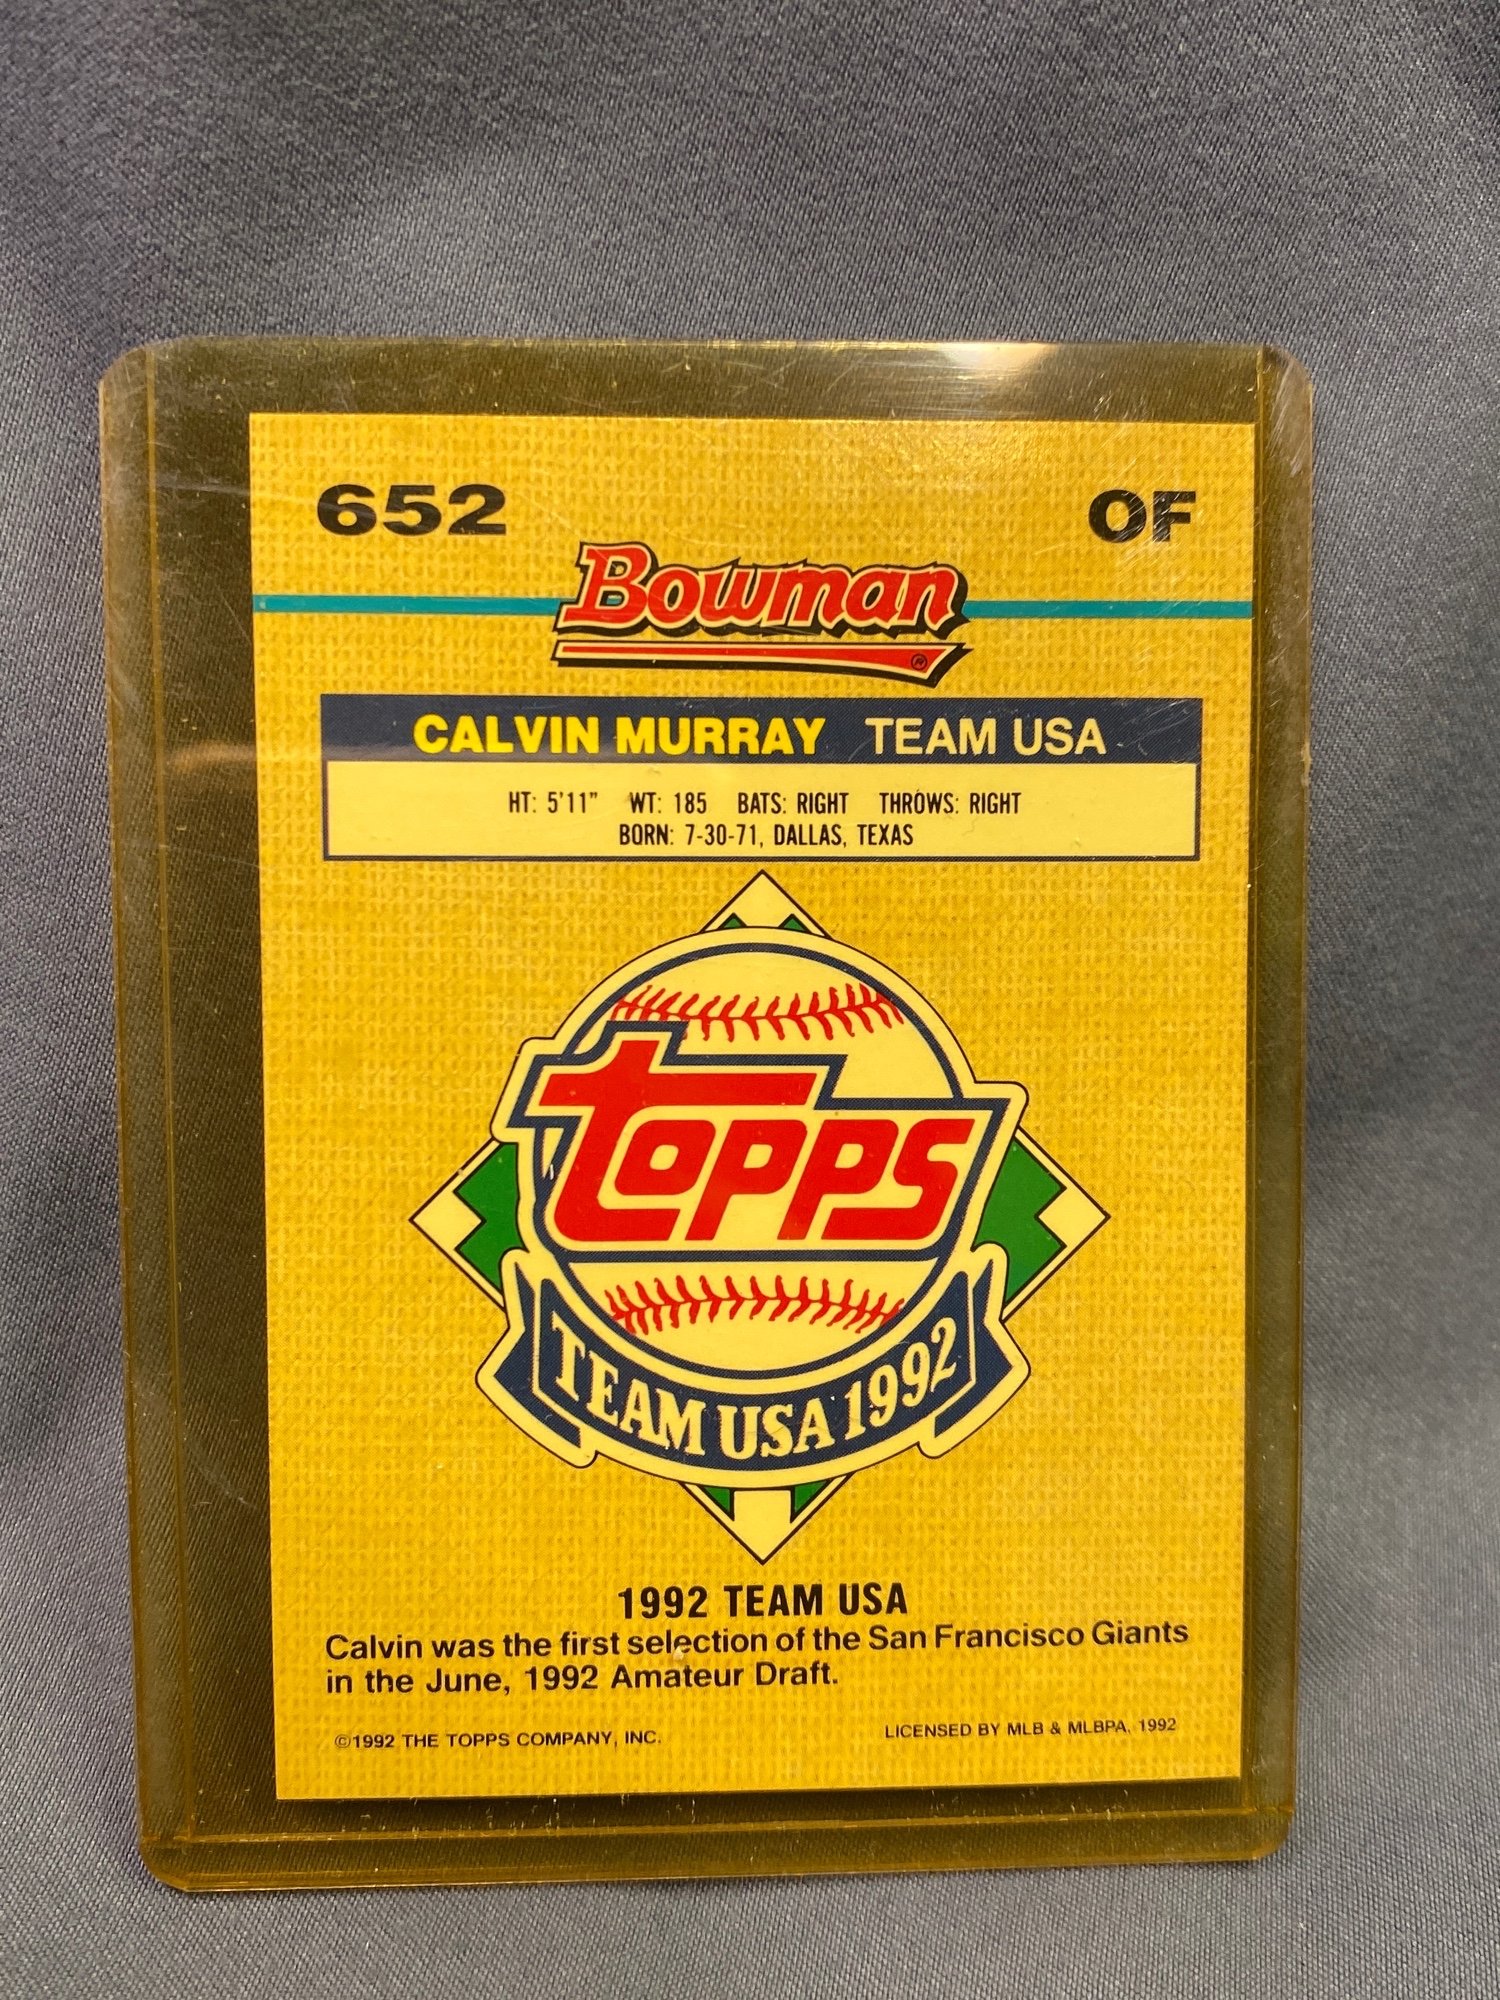 652 OF
Bowman
CALVIN MURRAY TEAM USA
HT: 5'11" WT: 185 BATS: RIGHT THROWS: RIGHT
BORN: 7-30-71, DALLAS, TEXAS
topps
TEAM USA 1992
1992 TEAM USA
Calvin was the first selection of the San Francisco Giants
in the June, 1992 Amateur Draft.
©1992 THE TOPPS COMPANY, INC. LICENSED BY MLB & MLBPA, 1992